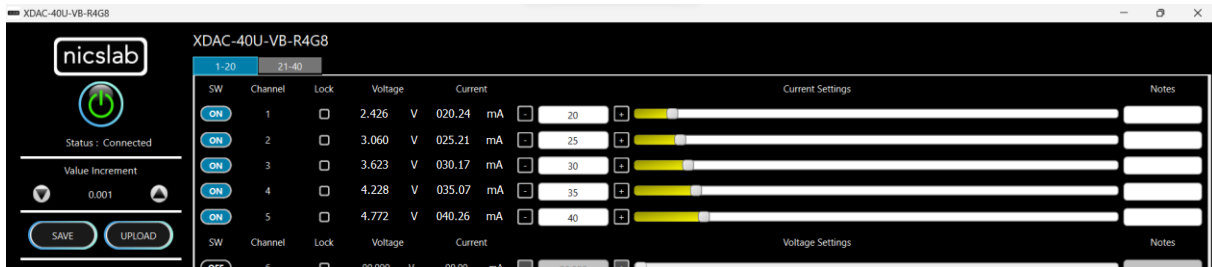 XDAC-40U-VB-R4G8
nicslab
XDAC-40U-VB-R4G8
1-20 21-40
SW Channel Lock Voltage Current Current Settings Notes
ON 1 2.426 V 020.24 mA - 20 +
Status : Connected
ON 2 3.060 V 025.21 mA - 25 +
Value Increment
ON 3 3.623 V 030.17 mA - 30 +
0.001
ON 4 4.228 V 035.07 mA - 35 +
ON 5 4.772 V 040.26 mA - 40 +
SAVE UPLOAD
SW Channel Lock Voltage Current Voltage Settings Notes
OFF